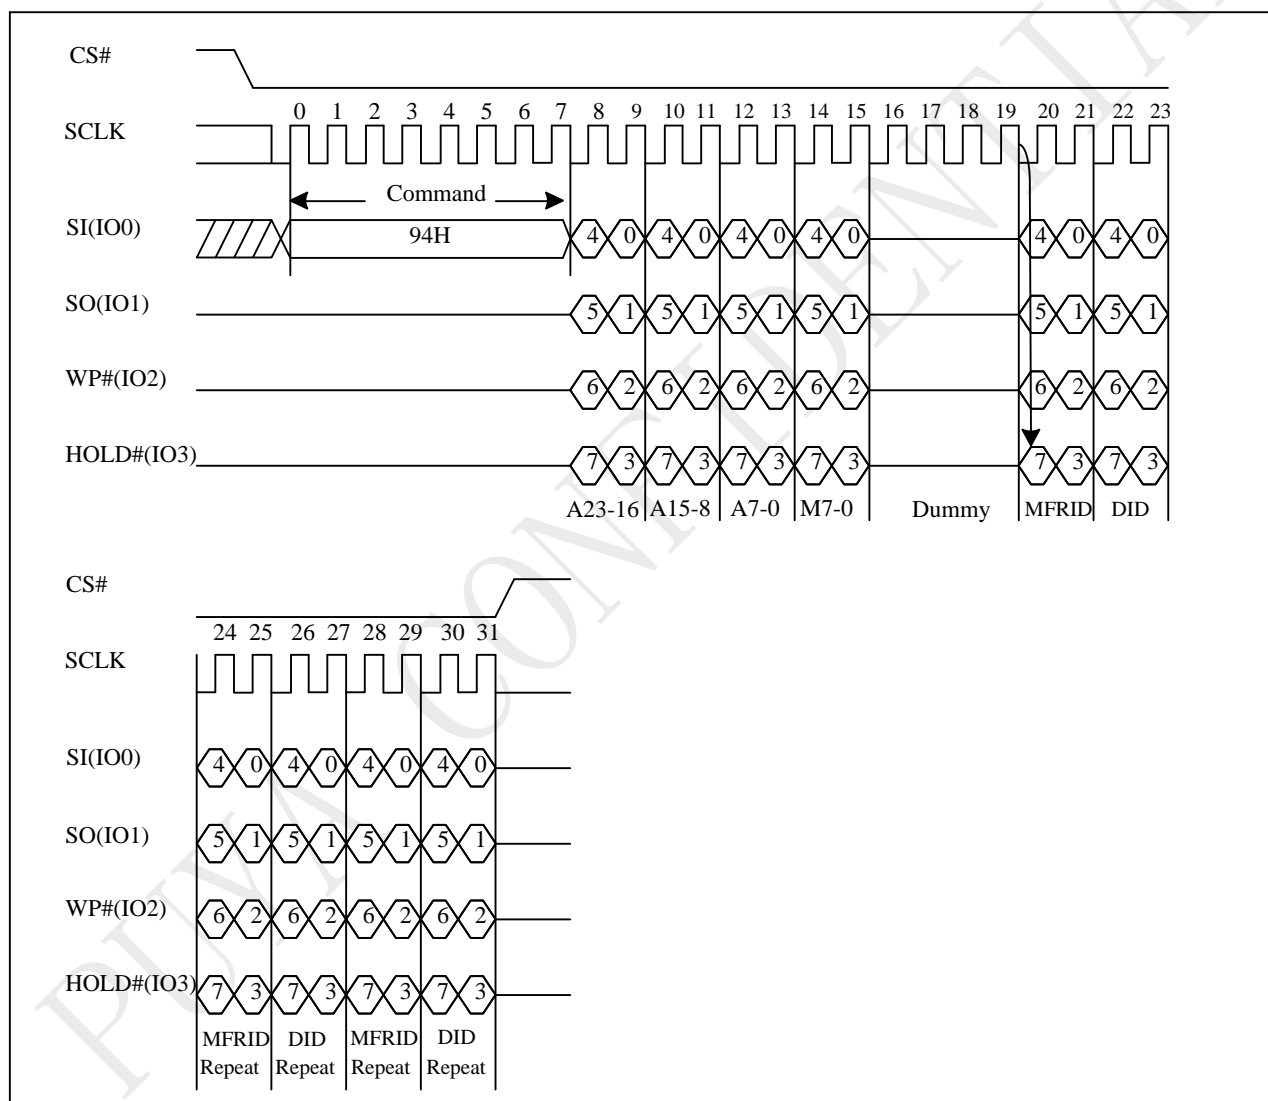 CS#
0 1 2 3 4 5 6 7 8 9 10 11 12 13 14 15 16 17 18 19 20 21 22 23
SCLK
Command
SI(IO0) 94H 4 0 4 0 4 0 4 0 4 0 4 0
SO(IO1) 5 1 5 1 5 1 5 1 5 1 5 1
WP#(IO2) 6 2 6 2 6 2 6 2 6 2 6 2
HOLD#(IO3) 7 3 7 3 7 3 7 3 7 3 7 3
A23-16 A15-8 A7-0 M7-0 Dummy MFRID DID
CS#
24 25 26 27 28 29 30 31
SCLK
SI(IO0) 4 0 4 0 4 0 4 0
SO(IO1) 5 1 5 1 5 1 5 1
WP#(IO2) 6 2 6 2 6 2 6 2
HOLD#(IO3) 7 3 7 3 7 3 7 3
MFRID DID MFRID DID
Repeat Repeat Repeat Repeat
PUYA CONFIDENTIAL